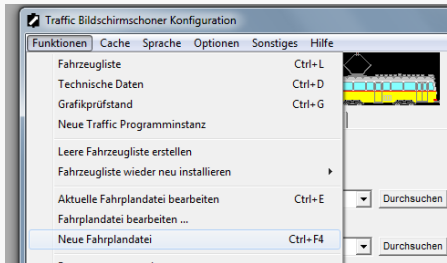 Traffic Bildschirmschoner Konfiguration
Funktionen Cache Sprache Optionen Sonstiges Hilfe
Fahrzeugliste Ctrl+L
Technische Daten Ctrl+D
Grafikprüfstand Ctrl+G
Neue Traffic Programminstanz
Leere Fahrzeugliste erstellen
Fahrzeugliste wieder neu installieren
Aktuelle Fahrplandatei bearbeiten Ctrl+E
Durchsuchen
Fahrplandatei bearbeiten ...
Neue Fahrplandatei Ctrl+F4
Durchsuchen